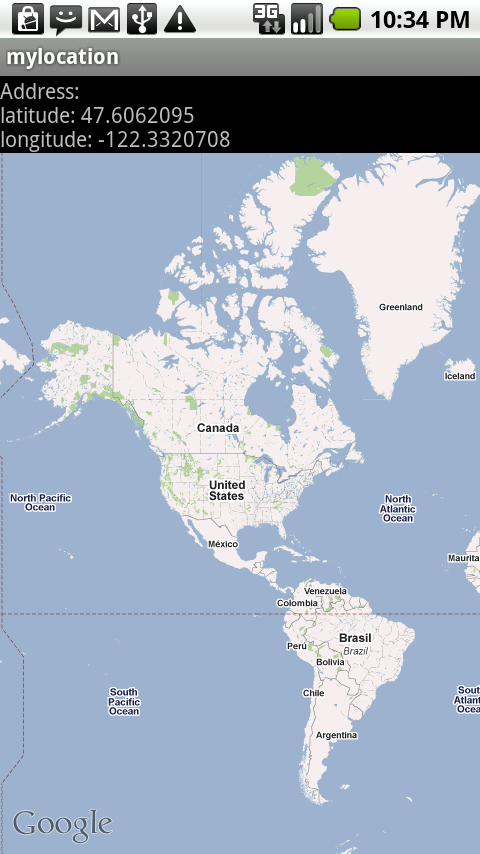 3G 10:34 PM
mylocation
Address:
latitude: 47.6062095
longitude: -122.3320708
Greenland
Iceland
Canada
United
States
North Pacific
Ocean
North
Atlantic
Ocean
México
Maurita
Venezuela
Colombia
Brasil
Perú
Brazil
Bolivia
Chile
South
Pacific
Ocean
Sout
Atlant
Ocea
Argentina
Google